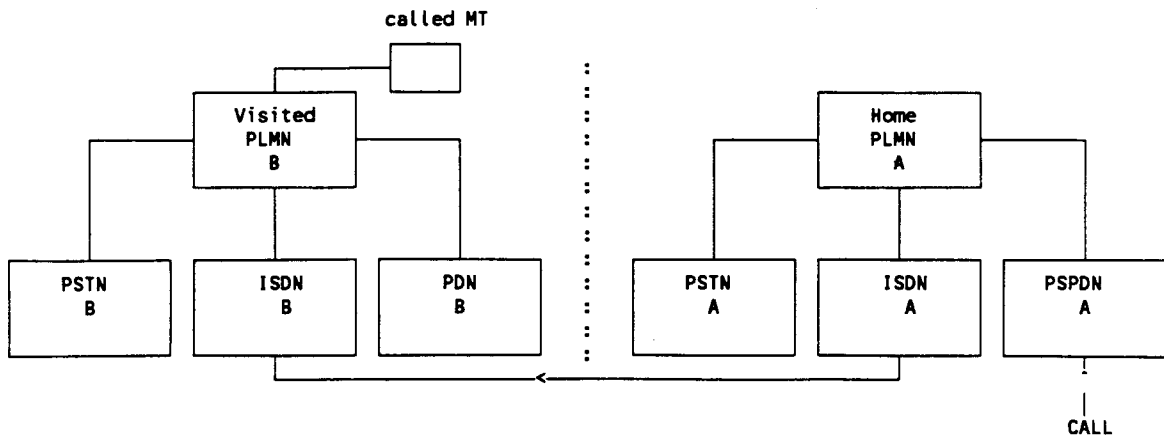 called MT
Visited
PLMN
B
Home
PLMN
A
PSTN
B
ISDN
B
PDN
B
PSTN
A
ISDN
A
PSPDN
A
CALL